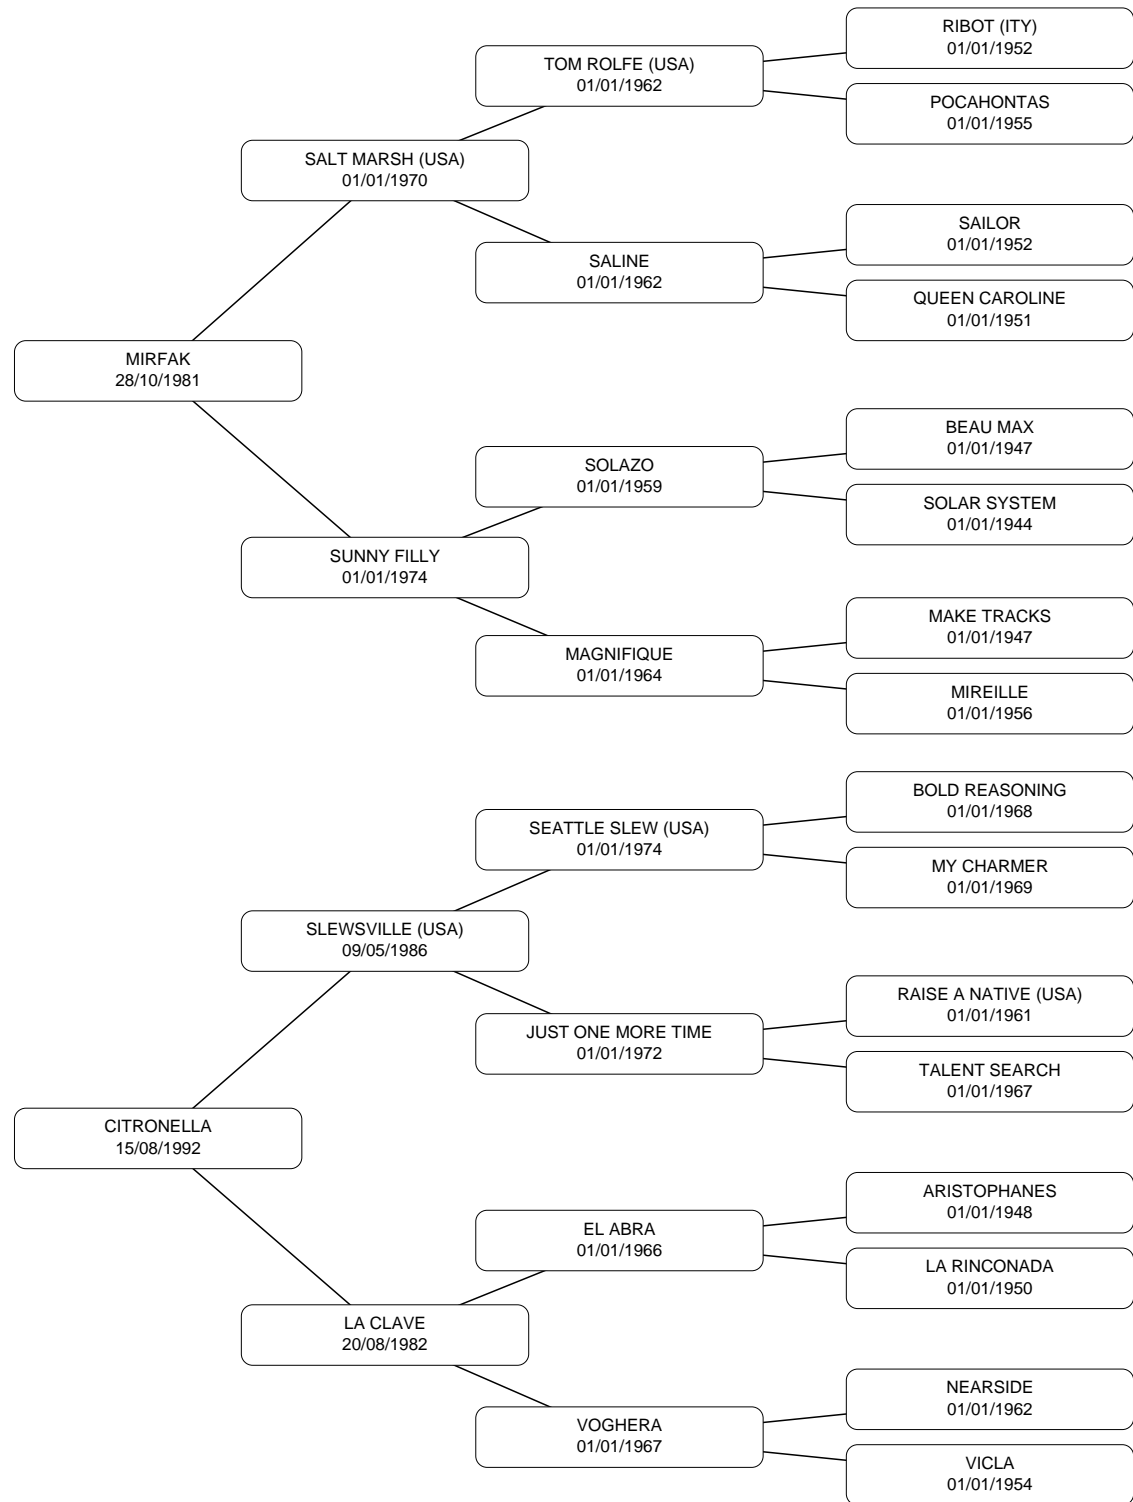 RIBOT (ITY)
01/01/1952
TOM ROLFE (USA)
01/01/1962
POCAHONTAS
01/01/1955
SALT MARSH (USA)
01/01/1970
SAILOR
01/01/1952
SALINE
01/01/1962
QUEEN CAROLINE
01/01/1951
MIRFAK
28/10/1981
BEAU MAX
01/01/1947
SOLAZO
01/01/1959
SOLAR SYSTEM
01/01/1944
SUNNY FILLY
01/01/1974
MAKE TRACKS
01/01/1947
MAGNIFIQUE
01/01/1964
MIREILLE
01/01/1956
BOLD REASONING
01/01/1968
SEATTLE SLEW (USA)
01/01/1974
MY CHARMER
01/01/1969
SLEWSVILLE (USA)
09/05/1986
RAISE A NATIVE (USA)
01/01/1961
JUST ONE MORE TIME
01/01/1972
TALENT SEARCH
01/01/1967
CITRONELLA
15/08/1992
ARISTOPHANES
01/01/1948
EL ABRA
01/01/1966
LA RINCONADA
01/01/1950
LA CLAVE
20/08/1982
NEARSIDE
01/01/1962
VOGHERA
01/01/1967
VICLA
01/01/1954